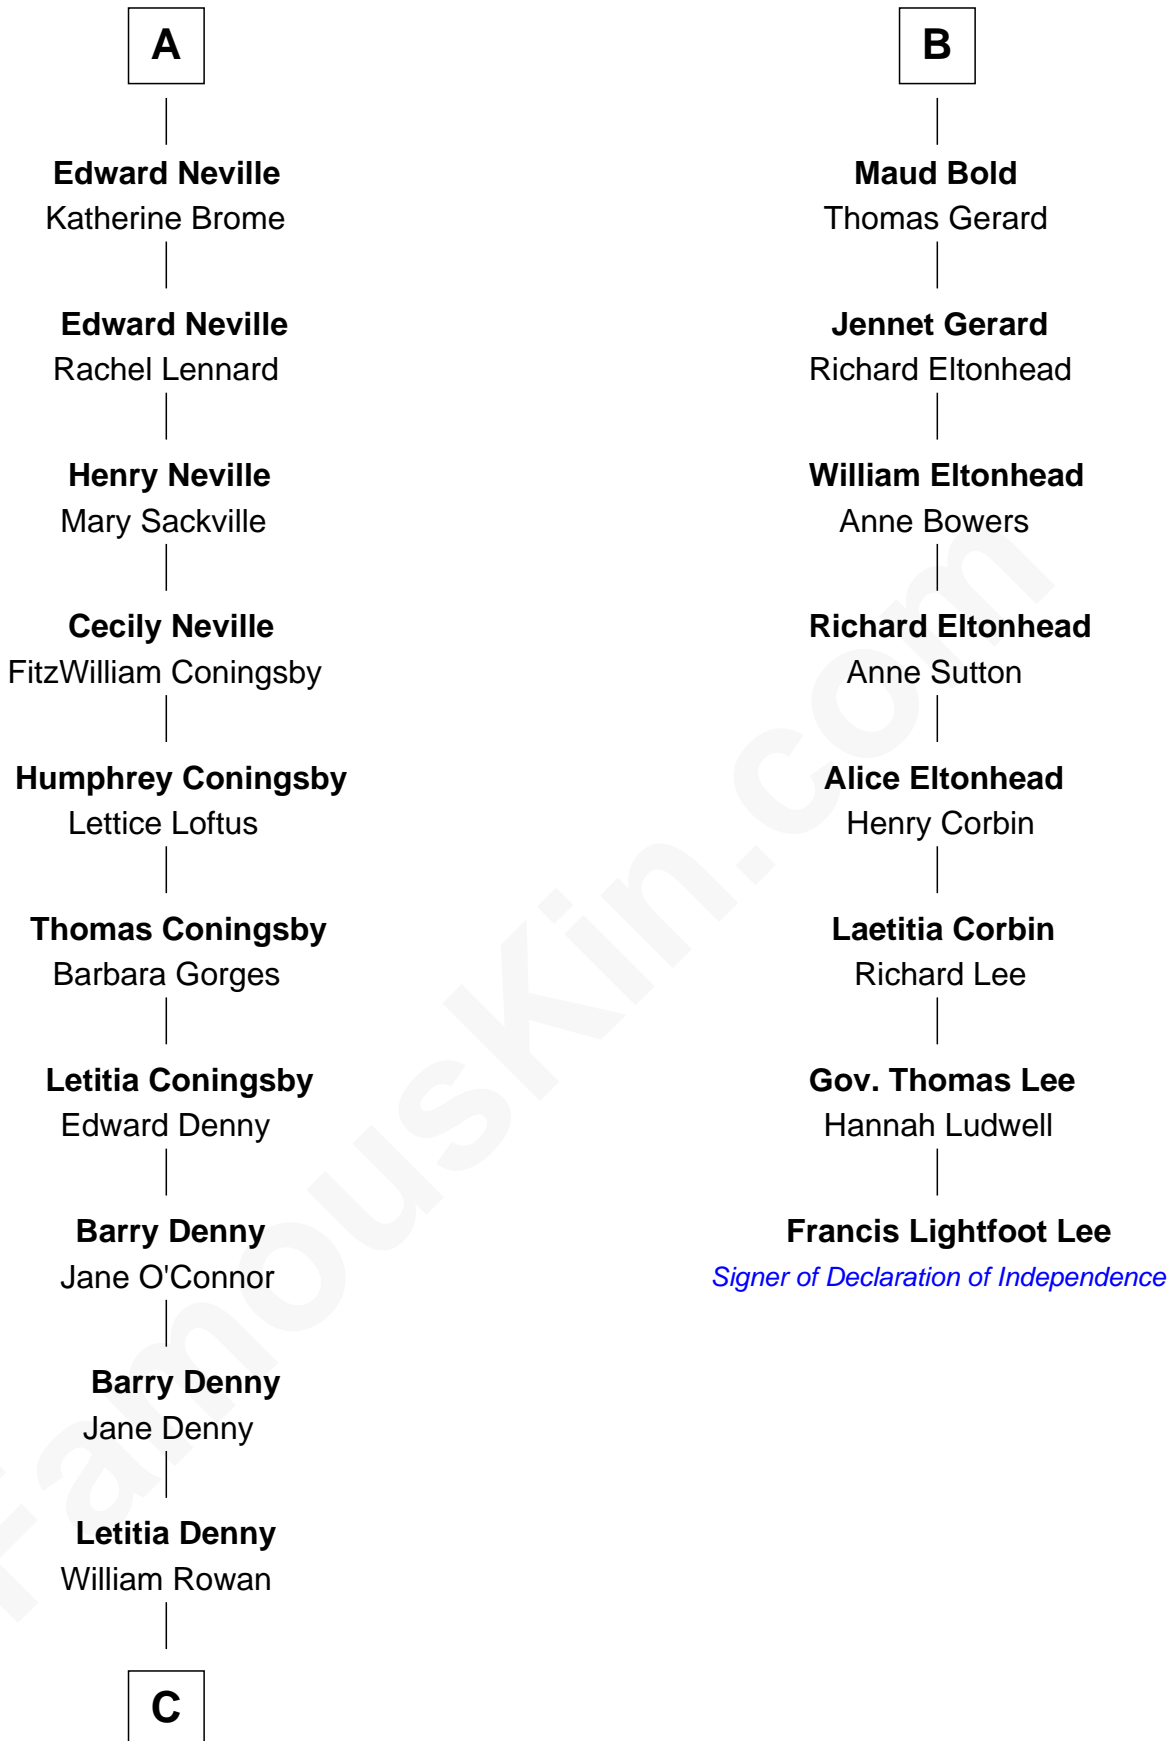 A
Edward Neville
Katherine Brome
Edward Neville
Rachel Lennard
Henry Neville
Mary Sackville
Cecily Neville
FitzWilliam Coningsby
Humphrey Coningsby
Lettice Loftus
Thomas Coningsby
Barbara Gorges
Letitia Coningsby
Edward Denny
Barry Denny
Jane O'Connor
Barry Denny
Jane Denny
Letitia Denny
William Rowan
C
B
Maud Bold
Thomas Gerard
Jennet Gerard
Richard Eltonhead
William Eltonhead
Anne Bowers
Richard Eltonhead
Anne Sutton
Alice Eltonhead
Henry Corbin
Laetitia Corbin
Richard Lee
Gov. Thomas Lee
Hannah Ludwell
Francis Lightfoot Lee
Signer of Declaration of Independence
FamousKin.com